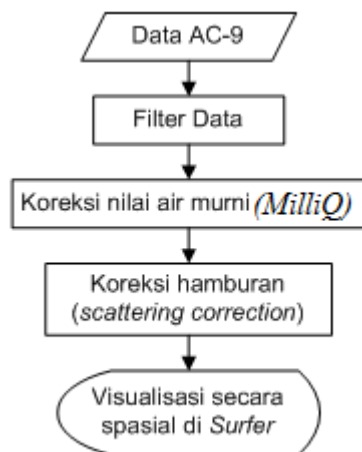 Data AC-9
Filter Data
Koreksi nilai air murni (MilliQ)
Koreksi hamburan
(scattering correction)
Visualisasi secara
spasial di Surfer